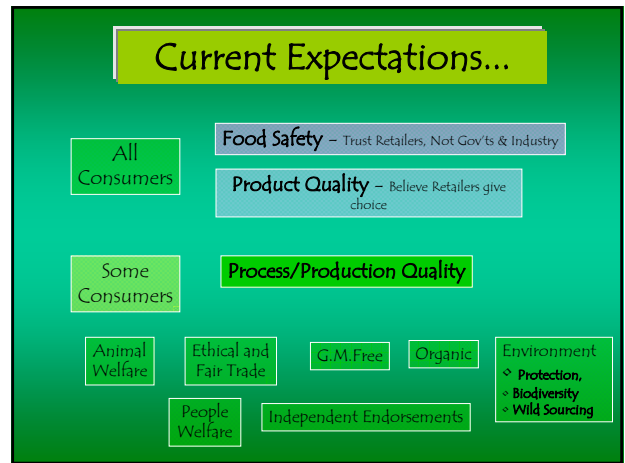 Current Expectations...
All
Consumers
Food Safety – Trust Retailers, Not Gov'ts & Industry
Product Quality – Believe Retailers give
choice
Some
Consumers
Process/Production Quality
Animal
Welfare
Ethical and
Fair Trade
G.M.Free
Organic
Environment
Protection,
Biodiversity
Wild Sourcing
People
Welfare
Independent Endorsements